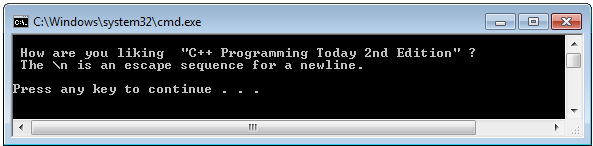 C:\Windows\system32\cmd.exe
How are you liking  "C++ Programming Today 2nd Edition" ?
The \n is an escape sequence for a newline.
Press any key to continue . . .